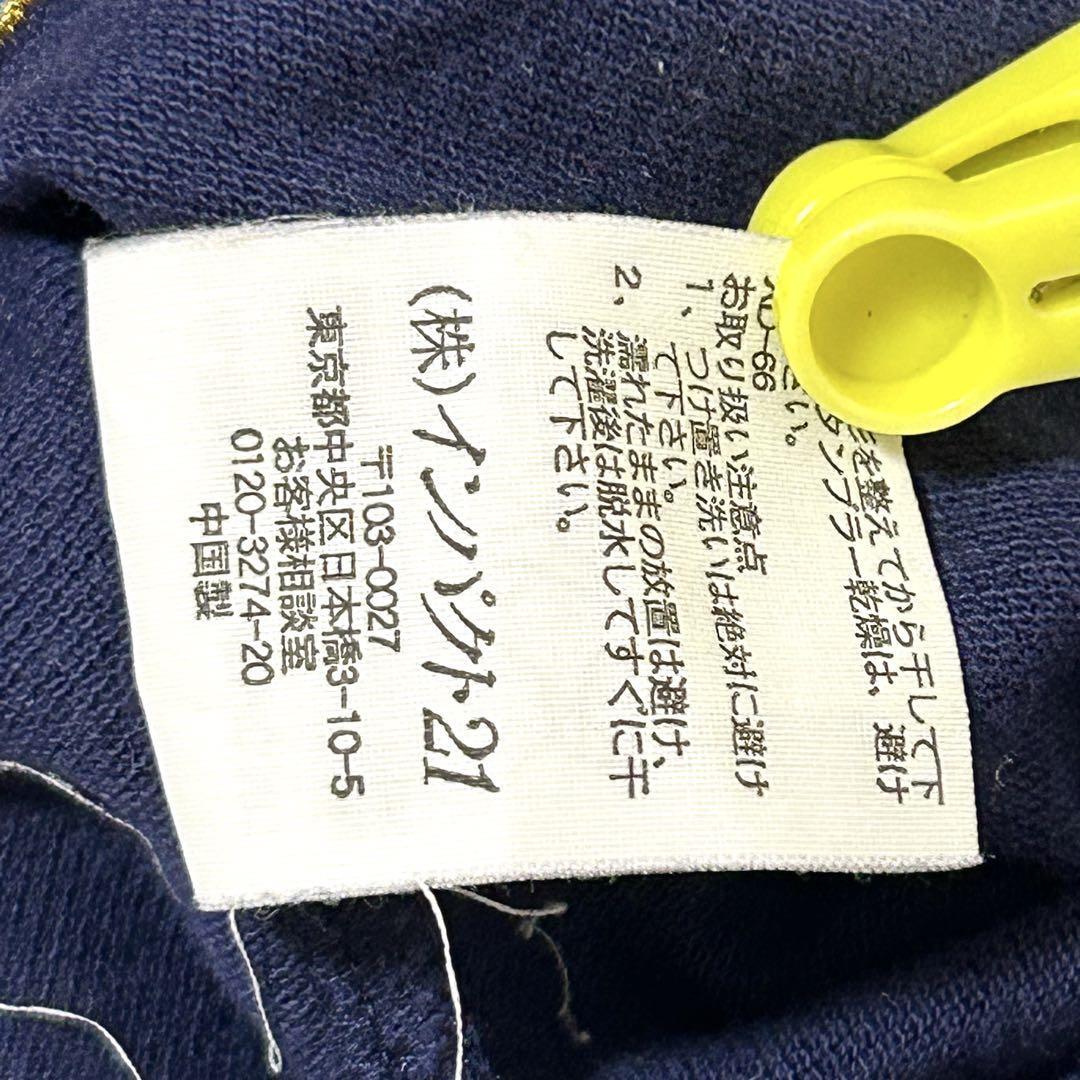 形を整えてから干して下
さい。タンブラー乾燥は、避け
下さい。
XD-66
お取り扱い注意点
1、つけ置き洗いは絶対に避け
て下さい。
2、濡れたままの放置は避け、
洗濯後は脱水してすぐに干
して下さい。
(株)インパクト21
〒103-0027
東京都中央区日本橋3-10-5
お客様相談室
0120-3274-20
中国製